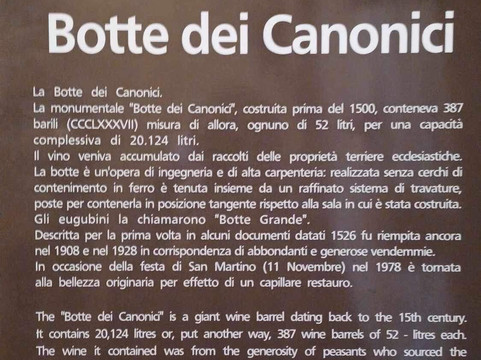 Botte dei Canonici
La Botte dei Canonici.
La monumentale "Botte dei Canonici", costruita prima del 1500, conteneva 387
barili (CCCLXXXVII) misura di allora, ognuno di 52 litri, per una capacità
complessiva di 20.124 litri.
Il vino veniva accumulato dai raccolti delle proprietà terriere ecclesiastiche.
La botte è un'opera di ingegneria e di alta carpenteria: realizzata senza cerchi di
contenimento in ferro è tenuta insieme da un raffinato sistema di travature,
poste per contenerla in posizione tangente rispetto alla sala in cui è stata costruita.
Gli eugubini la chiamarono "Botte Grande".
Descritta per la prima volta in alcuni documenti datati 1526 fu riempita ancora
nel 1908 e nel 1928 in corrispondenza di abbondanti e generose vendemmie.
In occasione della festa di San Martino (11 Novembre) nel 1978 è tornata
alla bellezza originaria per effetto di un capillare restauro.
The "Botte dei Canonici" is a giant wine barrel dating back to the 15th century.
It contains 20,124 litres or, put another way, 387 wine barrels of 52 - litres each.
The wine it contained was from the generosity of peasants who sourced the